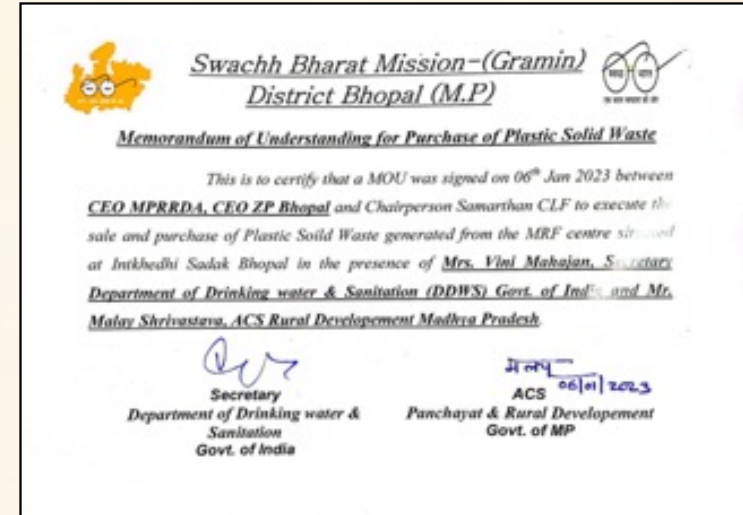 Swachh Bharat Mission-(Gramin)
District Bhopal (M.P)
Memorandum of Understanding for Purchase of Plastic Solid Waste
This is to certify that a MOU was signed on 06th Jan 2023 between
CEO MPRRDA, CEO ZP Bhopal and Chairperson Samarthan CLF to execute the
sale and purchase of Plastic Soild Waste generated from the MRF centre situated
at Intkhedhi Sadak Bhopal in the presence of Mrs. Vini Mahajan, Secretary
Department of Drinking water & Sanitation (DDWS) Govt. of India and Mr.
Malay Shrivastava, ACS Rural Developement Madhya Pradesh.
मलय
06/01/2023
Secretary
Department of Drinking water &
Sanitation
Govt. of India
ACS
Panchayat & Rural Developement
Govt. of MP